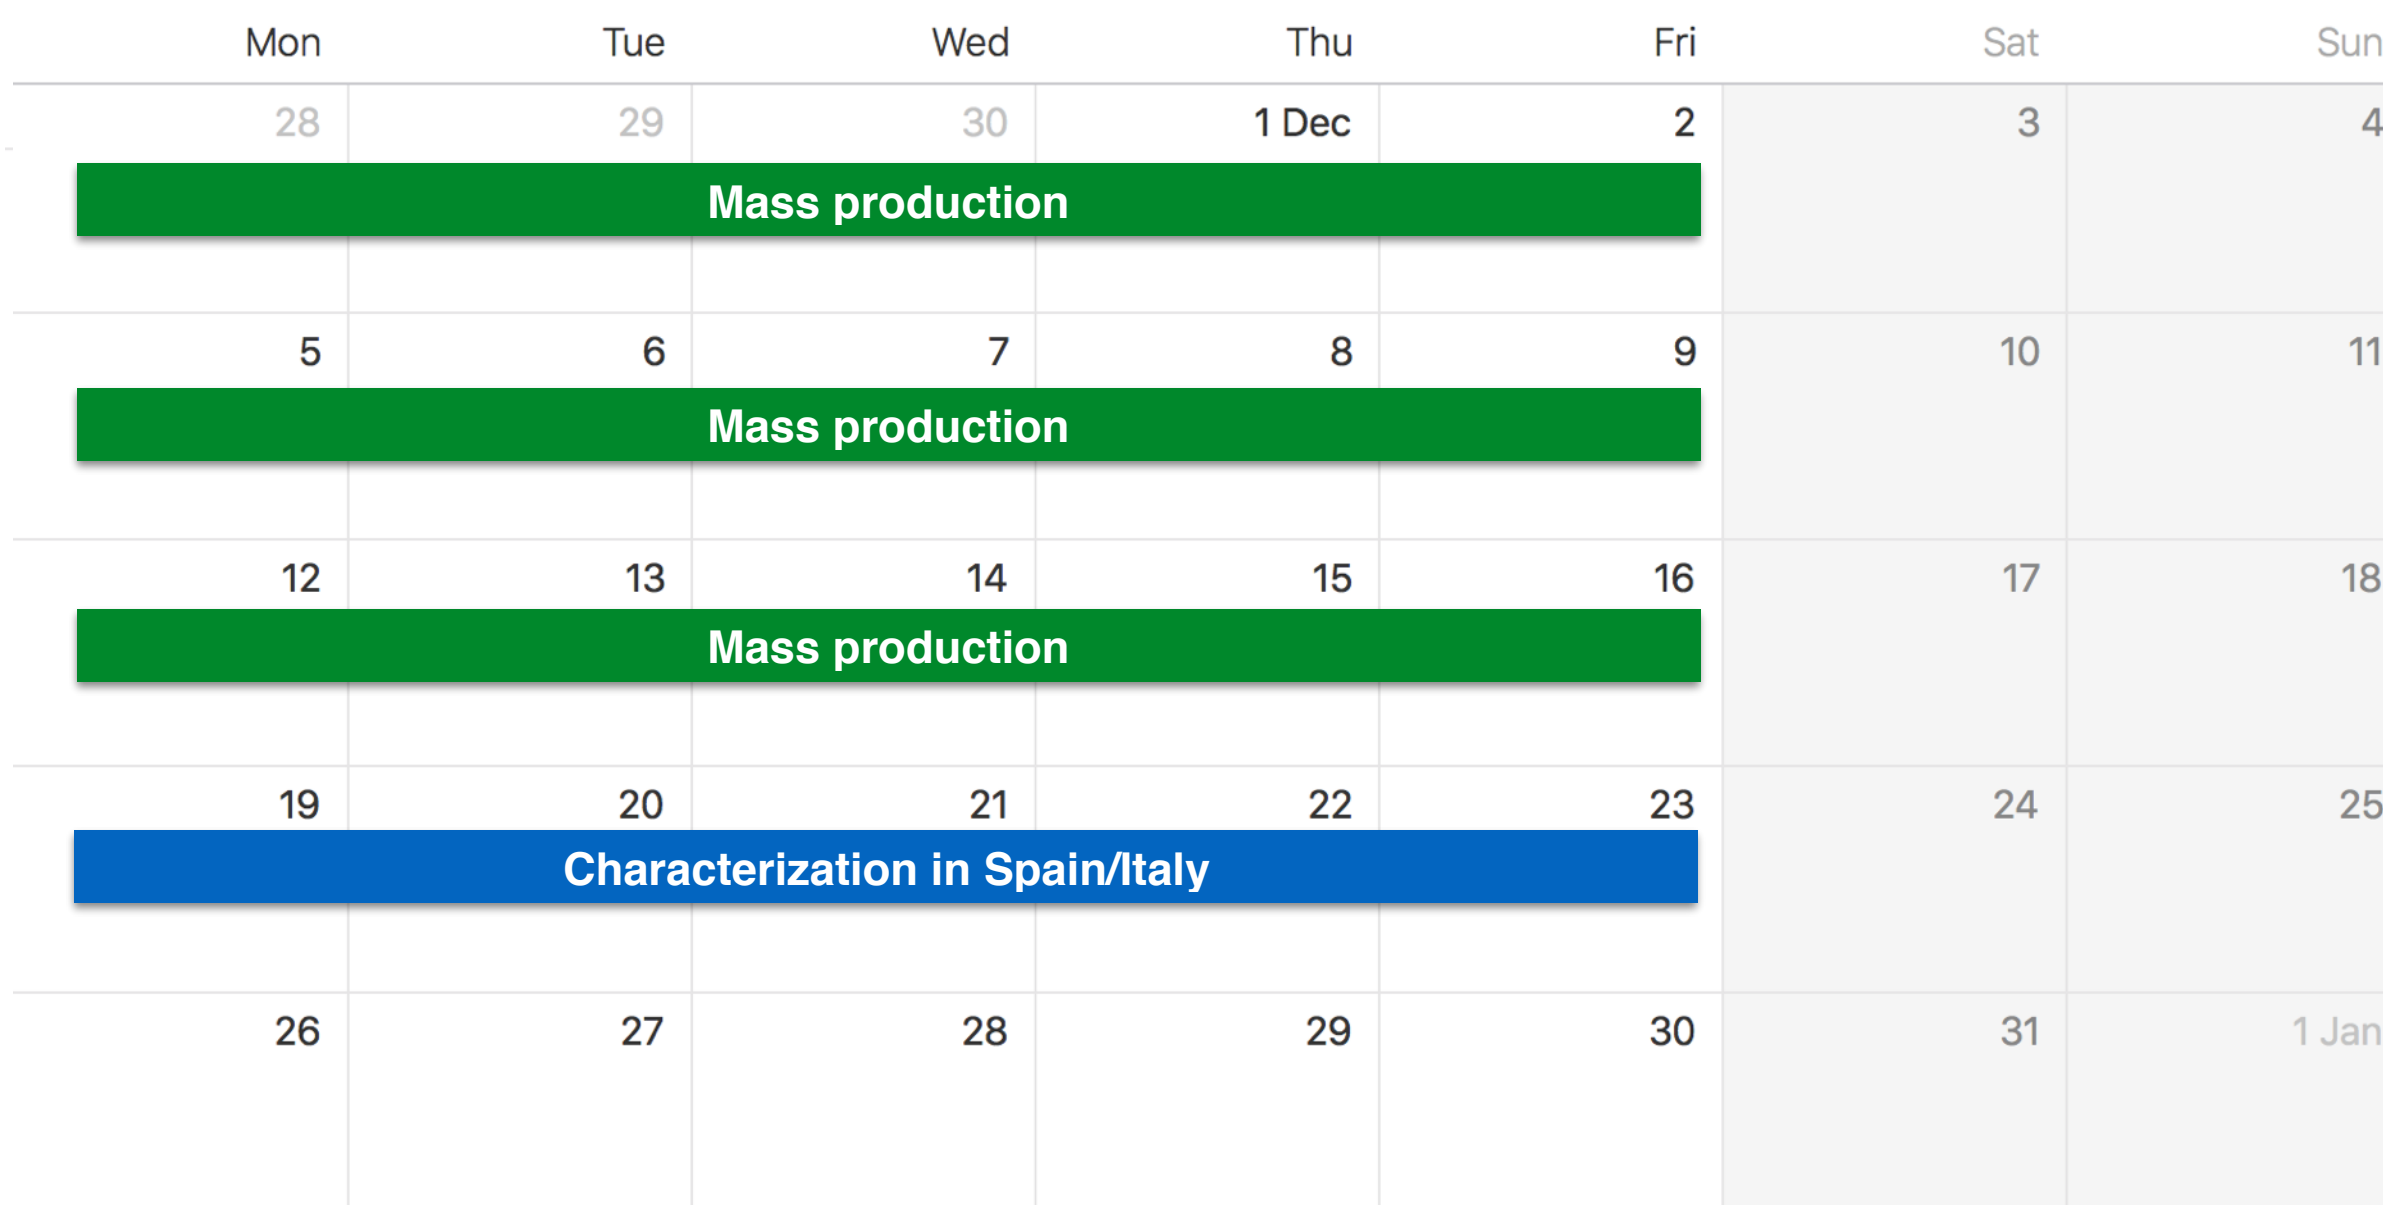 Mon Tue Wed Thu Fri Sat Sun
28 29 30 1 Dec 2 3 4
Mass production
5 6 7 8 9 10 11
Mass production
12 13 14 15 16 17 18
Mass production
19 20 21 22 23 24 25
Characterization in Spain/Italy
26 27 28 29 30 31 1 Jan